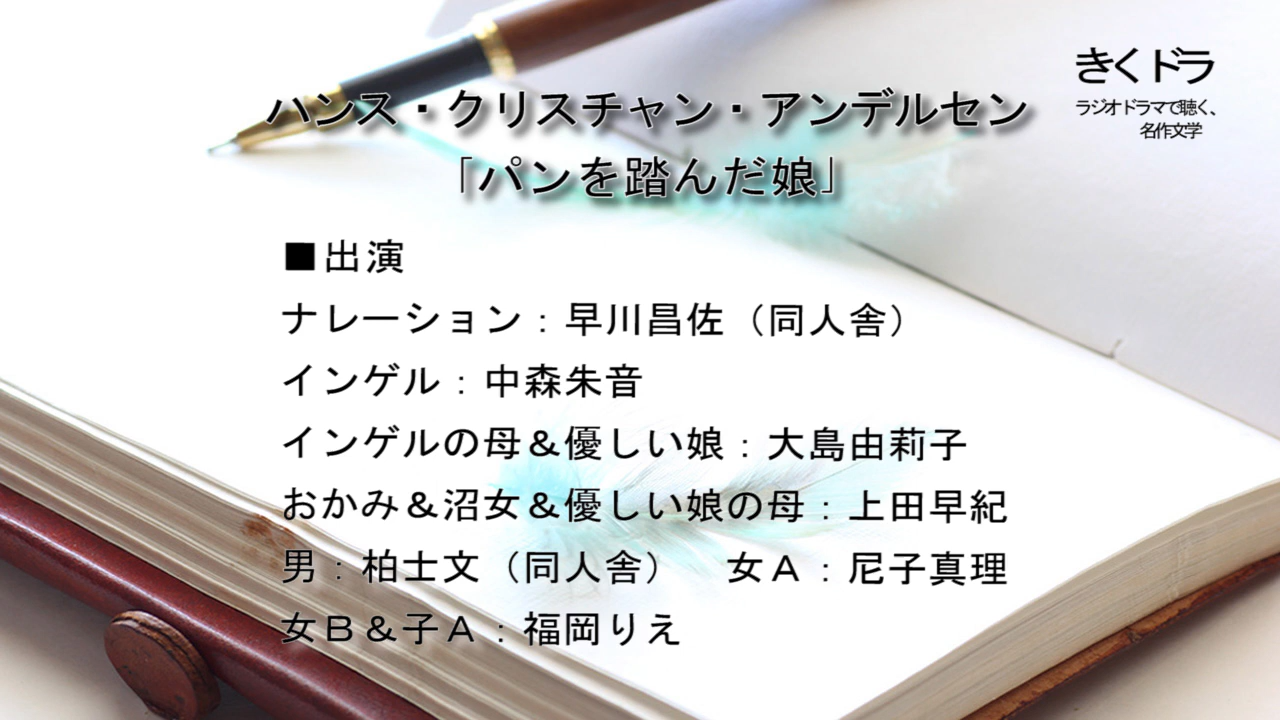 ハンス・クリスチャン・アンデルセン
「パンを踏んだ娘」
きくドラ
ラジオドラマで聴く、
名作文学
■出演
ナレーション：早川昌佐（同人舎）
インゲル：中森朱音
インゲルの母＆優しい娘：大島由莉子
おかみ＆沼女＆優しい娘の母：上田早紀
男：柏士文（同人舎）　女Ａ：尼子真理
女Ｂ＆子Ａ：福岡りえ